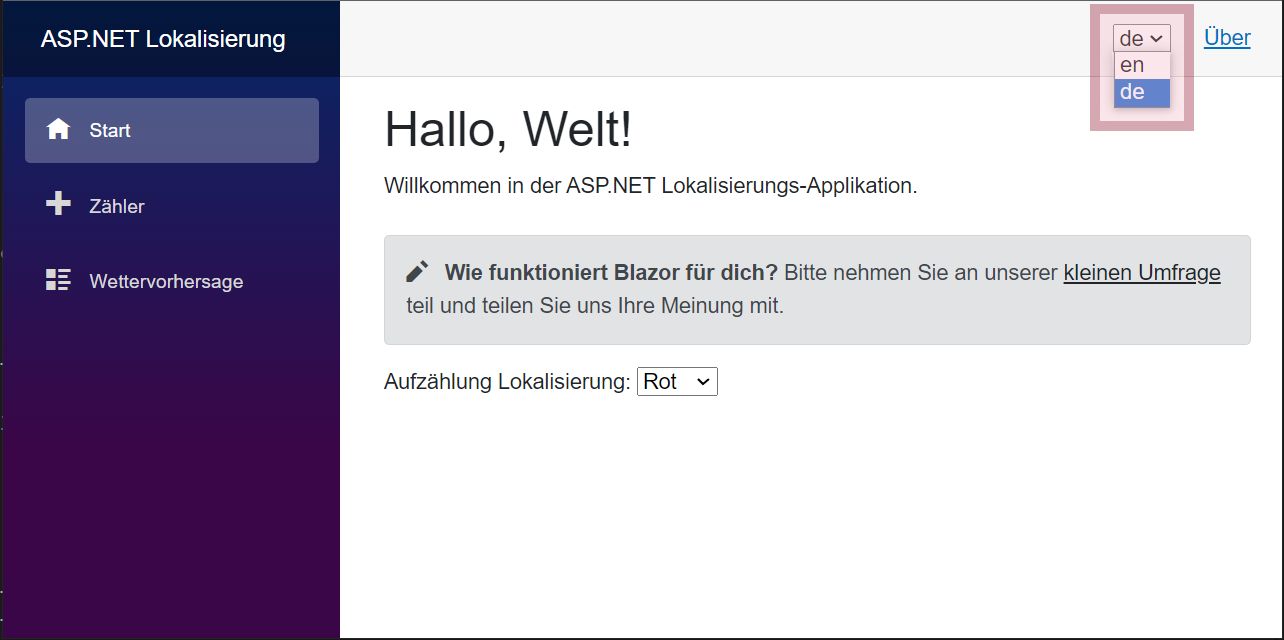 ASP.NET Lokalisierung
de
Über
en
de
Start
Zähler
Wettervorhersage
Hallo, Welt!
Willkommen in der ASP.NET Lokalisierungs-Applikation.
Wie funktioniert Blazor für dich? Bitte nehmen Sie an unserer kleinen Umfrage
teil und teilen Sie uns Ihre Meinung mit.
Aufzählung Lokalisierung: Rot